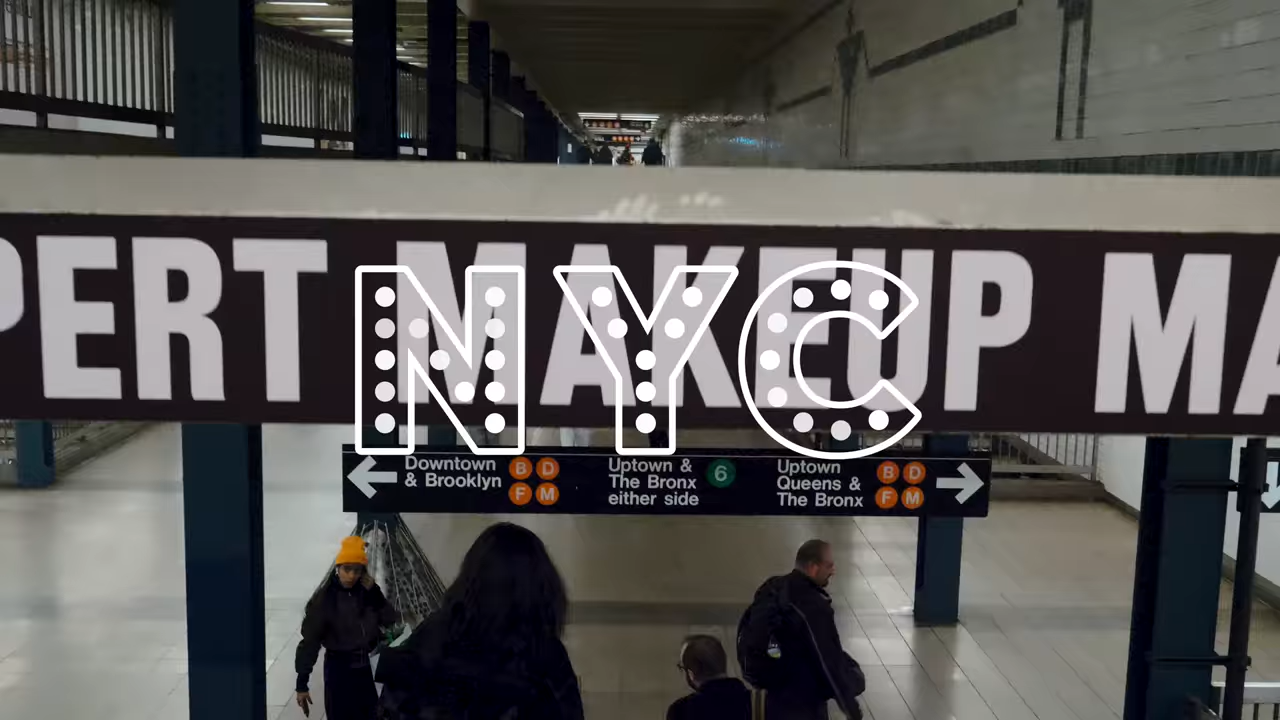 PERT MAKEUP MA
NYC
Downtown
& Brooklyn
B D
F M
Uptown &
The Bronx
either side
6
Uptown
Queens &
The Bronx
B D
F M